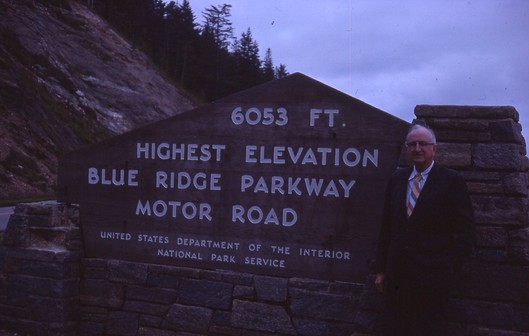 6053 FT.
HIGHEST ELEVATION
BLUE RIDGE PARKWAY
MOTOR ROAD
UNITED STATES DEPARTMENT OF THE INTERIOR
NATIONAL PARK SERVICE